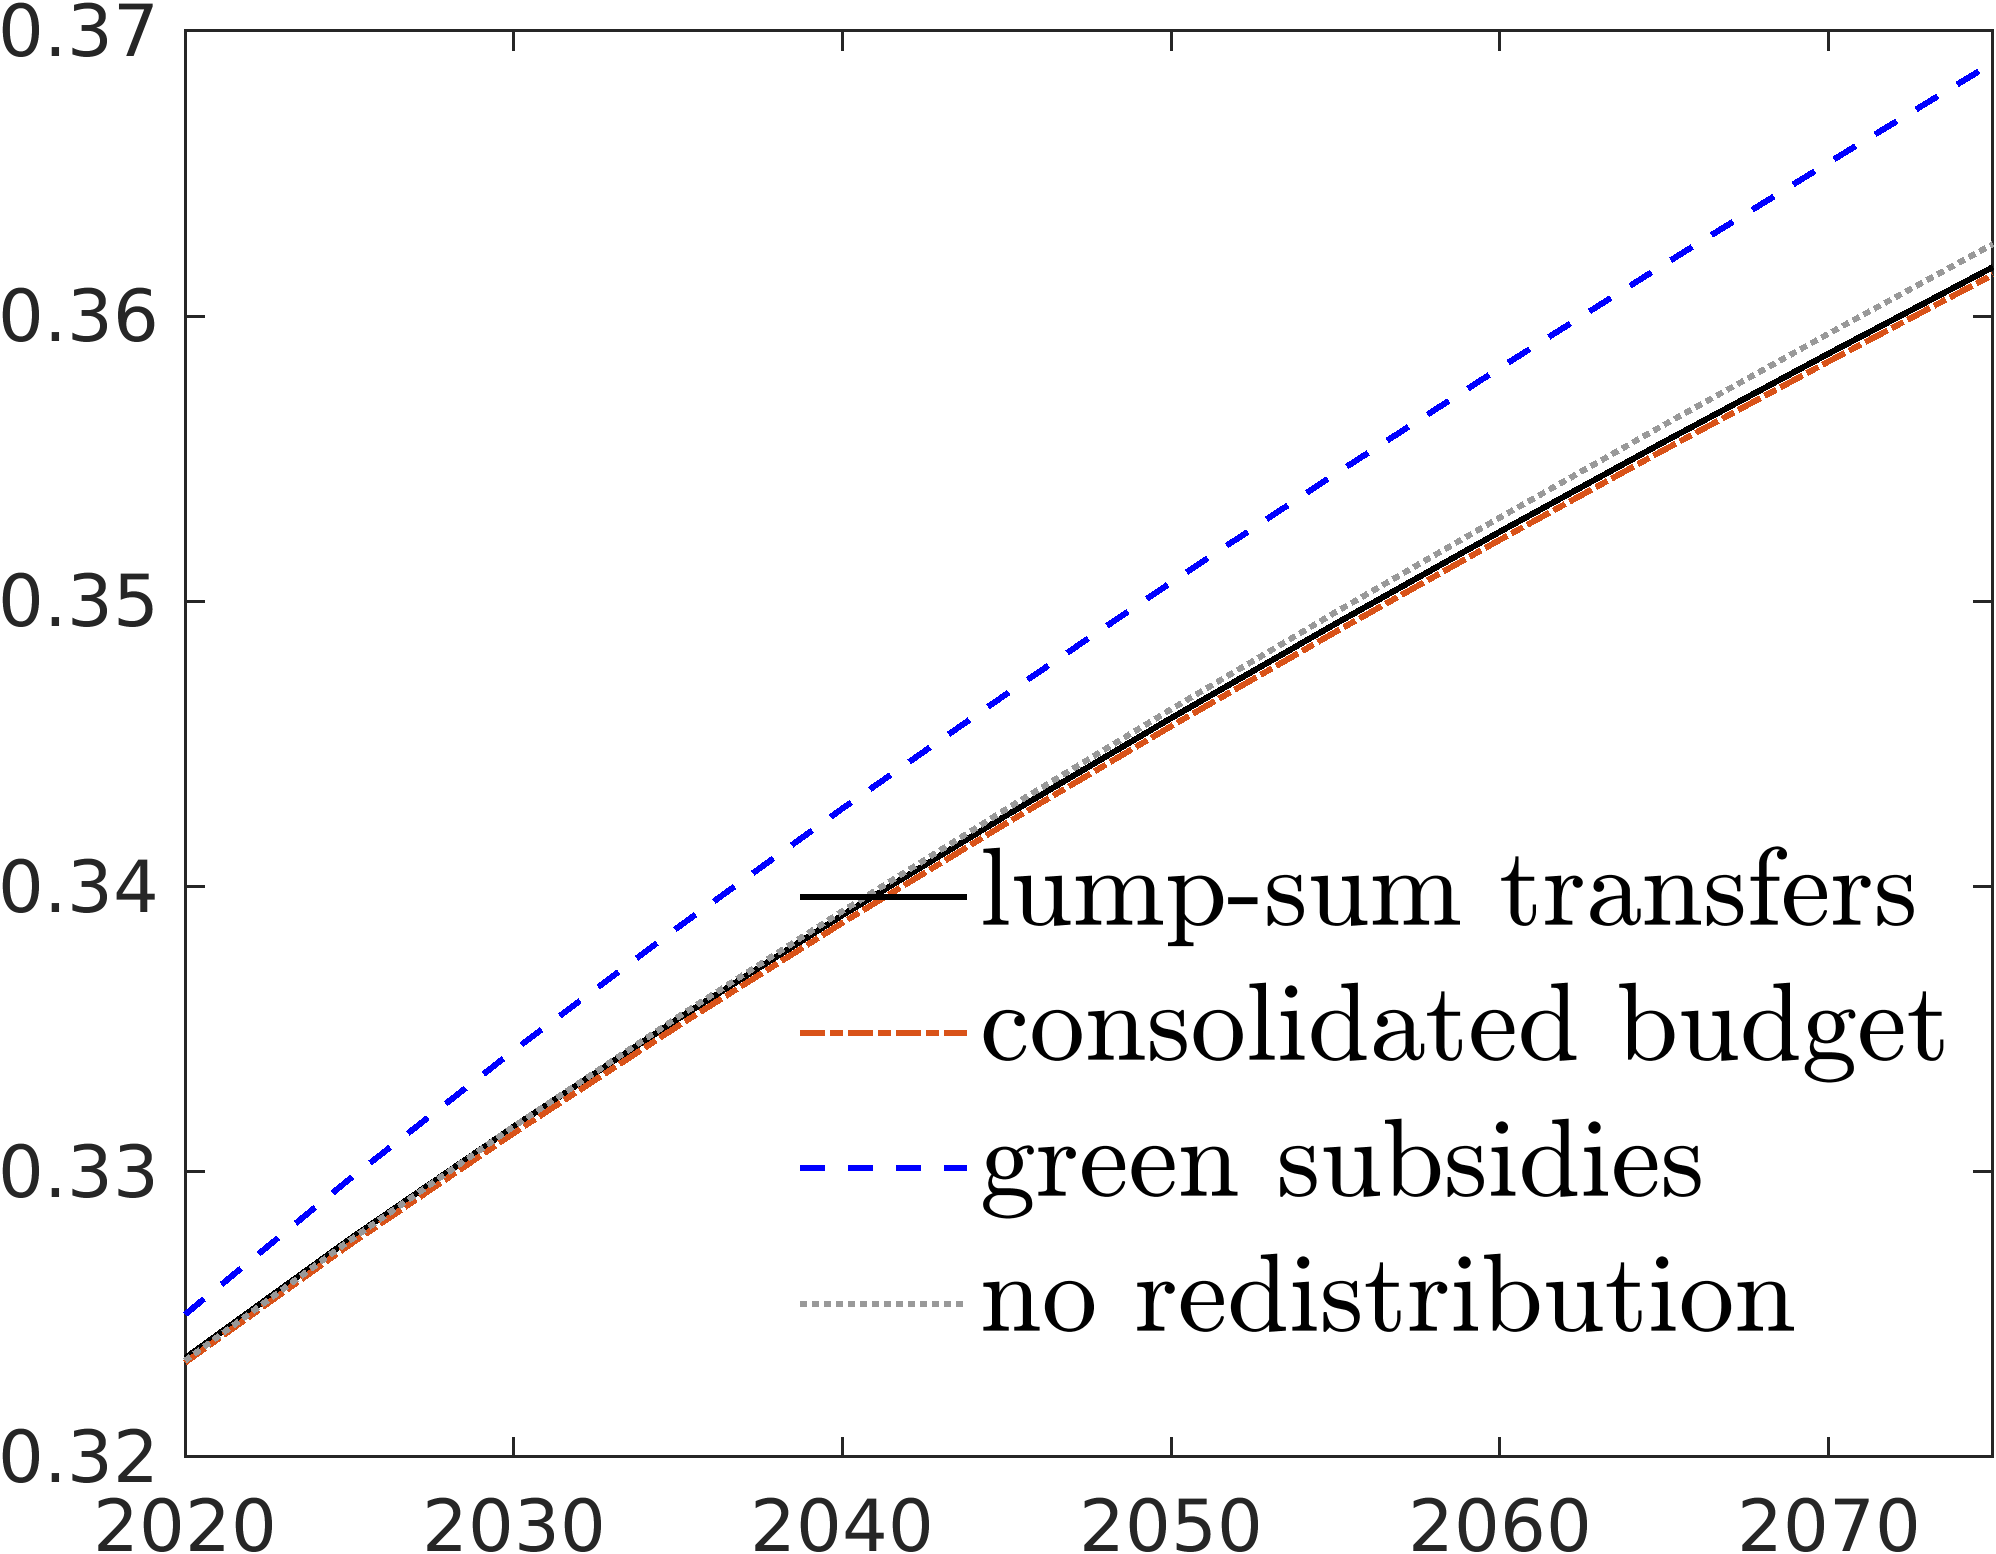 0.37
0.36
0.35
0.34
0.33
0.32
2020 2030 2040 2050 2060 2070
lump-sum transfers
consolidated budget
green subsidies
no redistribution